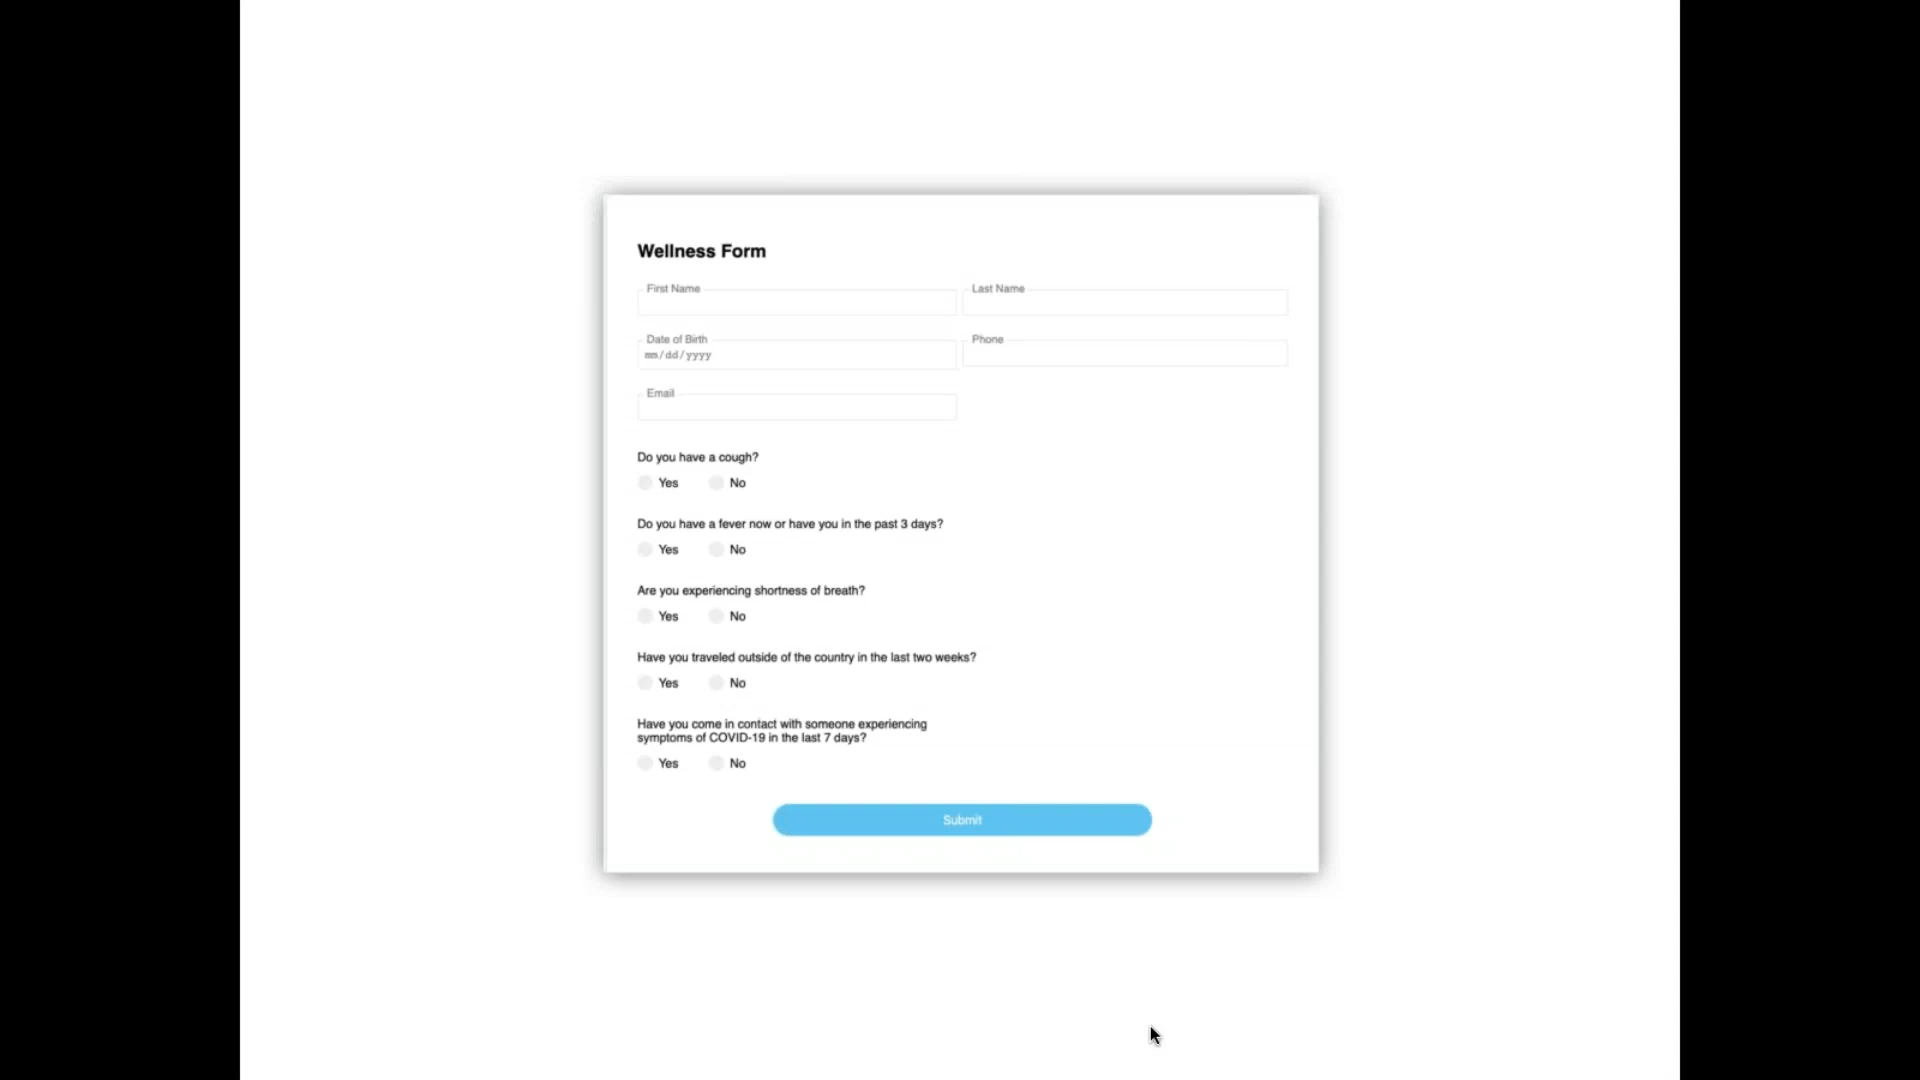 Wellness Form
First Name Last Name
Date of Birth Phone
mm/dd/yyyy
Email
Do you have a cough?
Yes No
Do you have a fever now or have you in the past 3 days?
Yes No
Are you experiencing shortness of breath?
Yes No
Have you traveled outside of the country in the last two weeks?
Yes No
Have you come in contact with someone experiencing
symptoms of COVID-19 in the last 7 days?
Yes No
Submit